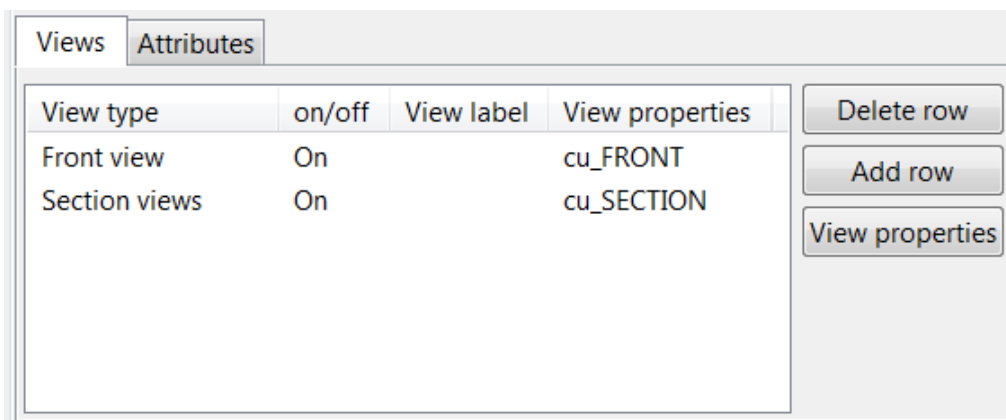 Views Attributes
View type on/off View label View properties
Delete row
Front view On cu_FRONT
Add row
Section views On cu_SECTION
View properties